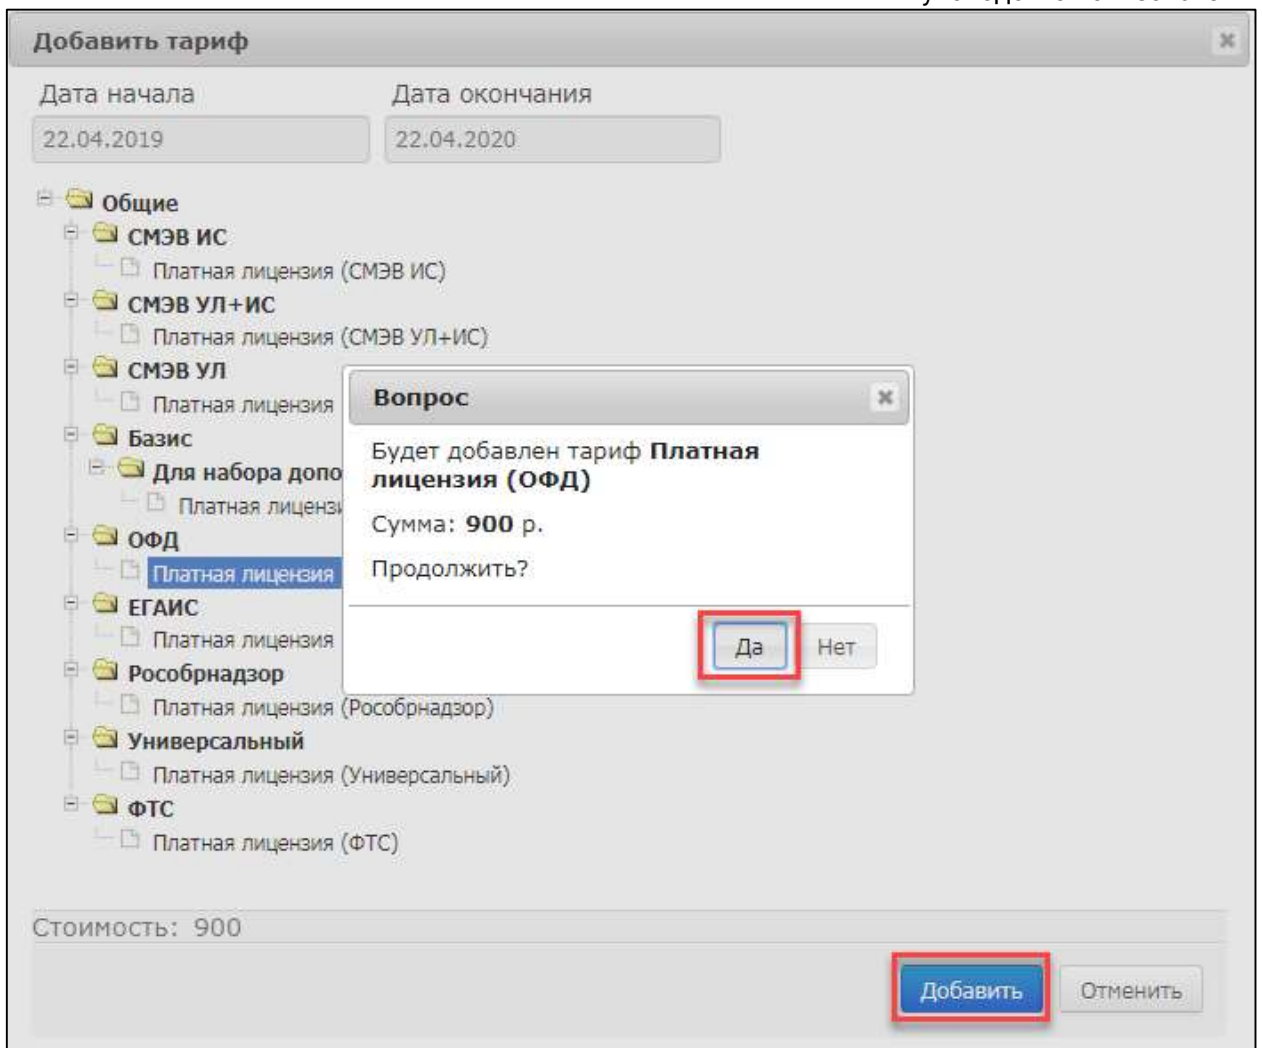 Добавить тариф
Дата начала Дата окончания
22.04.2019 22.04.2020
Общие
СМЭВ ИС
Платная лицензия (СМЭВ ИС)
СМЭВ УЛ+ИС
Платная лицензия (СМЭВ УЛ+ИС)
СМЭВ УЛ
Платная лицензия
Базис
Для набора допо
Платная лиценз
ОФД
Платная лицензия
ЕГАИС
Платная лицензия
Рособрнадзор
Платная лицензия (Рособрнадзор)
Универсальный
Платная лицензия (Универсальный)
ФТС
Платная лицензия (ФТС)
Вопрос
Будет добавлен тариф Платная
лицензия (ОФД)
Сумма: 900 р.
Продолжить?
Да Нет
Стоимость: 900
Добавить Отменить